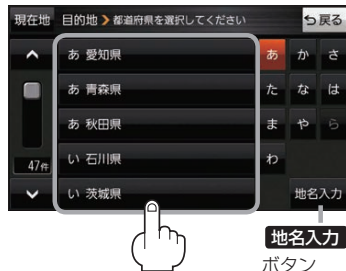 現在地 目的地 > 都道府県を選択してください 戻る
あ 愛知県 あ か さ
あ 青森県 た な は
あ 秋田県 ま や ら
い 石川県 わ
47件
い 茨城県 地名入力
地名入力
ボタン